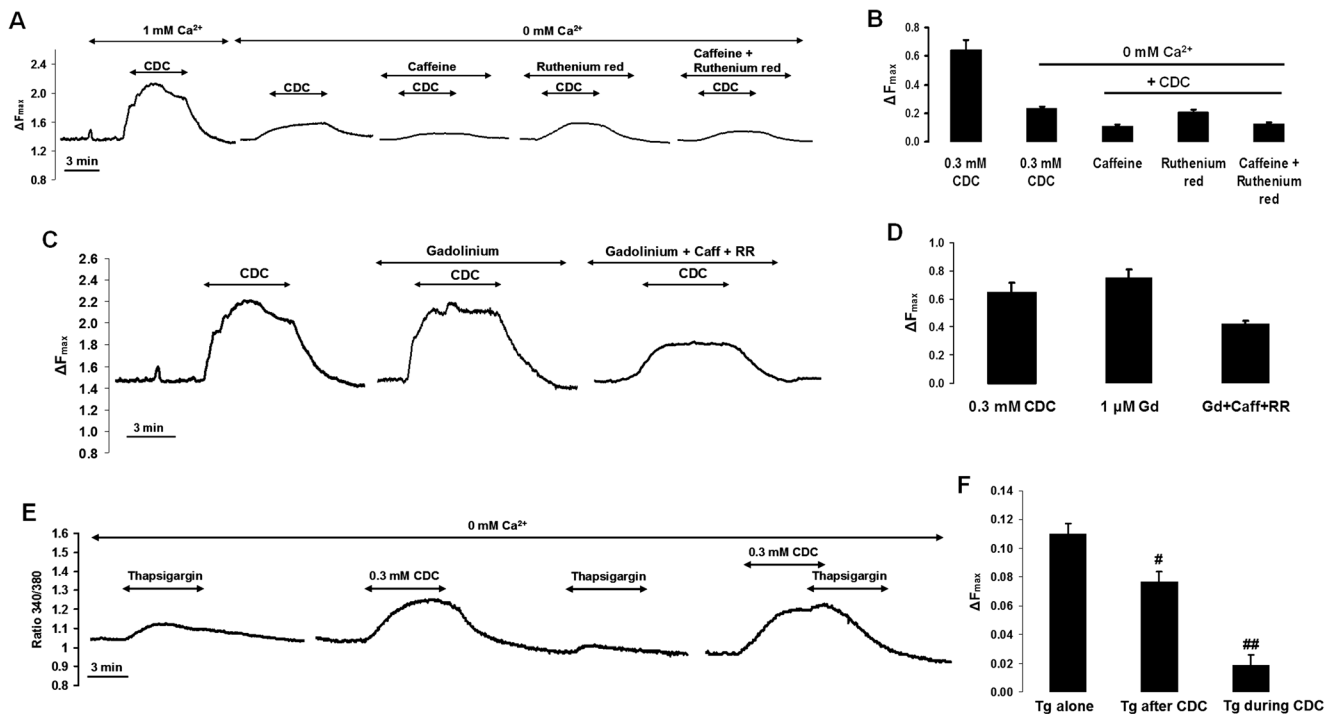 A
1 mM Ca²⁺
0 mM Ca²⁺
CDC
Caffeine
Ruthenium red
Caffeine +
Ruthenium red
CDC
CDC
CDC
CDC
ΔFmax
2.4
2.0
1.6
1.2
0.8
3 min
B
0 mM Ca²⁺
+ CDC
ΔFmax
0.8
0.6
0.4
0.2
0.0
0.3 mM
CDC
0.3 mM
CDC
Caffeine
Ruthenium
red
Caffeine +
Ruthenium
red
C
Gadolinium
Gadolinium + Caff + RR
CDC
CDC
CDC
ΔFmax
2.6
2.4
2.2
2.0
1.8
1.6
1.4
1.2
1.0
0.8
3 min
D
ΔFmax
1.0
0.8
0.6
0.4
0.2
0.0
0.3 mM CDC
1 µM Gd
Gd+Caff+RR
E
0 mM Ca²⁺
Thapsigargin
0.3 mM CDC
Thapsigargin
0.3 mM CDC
Thapsigargin
Ratio 340/380
1.6
1.5
1.4
1.3
1.2
1.1
1
0.9
0.8
3 min
F
ΔFmax
0.14
0.12
0.10
0.08
0.06
0.04
0.02
0.00
#
##
Tg alone
Tg after CDC
Tg during CDC